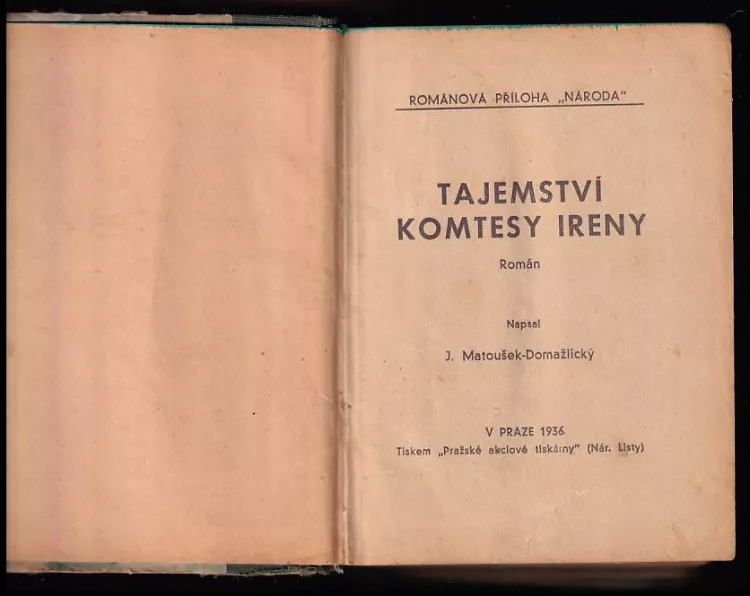 ROMÁNOVÁ PŘÍLOHA „NÁRODA"
TAJEMSTVÍ
KOMTESY IRENY
Román
Napsal
J. Matoušek-Domažlický
V PRAZE 1936
Tiskem „Pražské akciové tiskárny" (Nár. Listy)